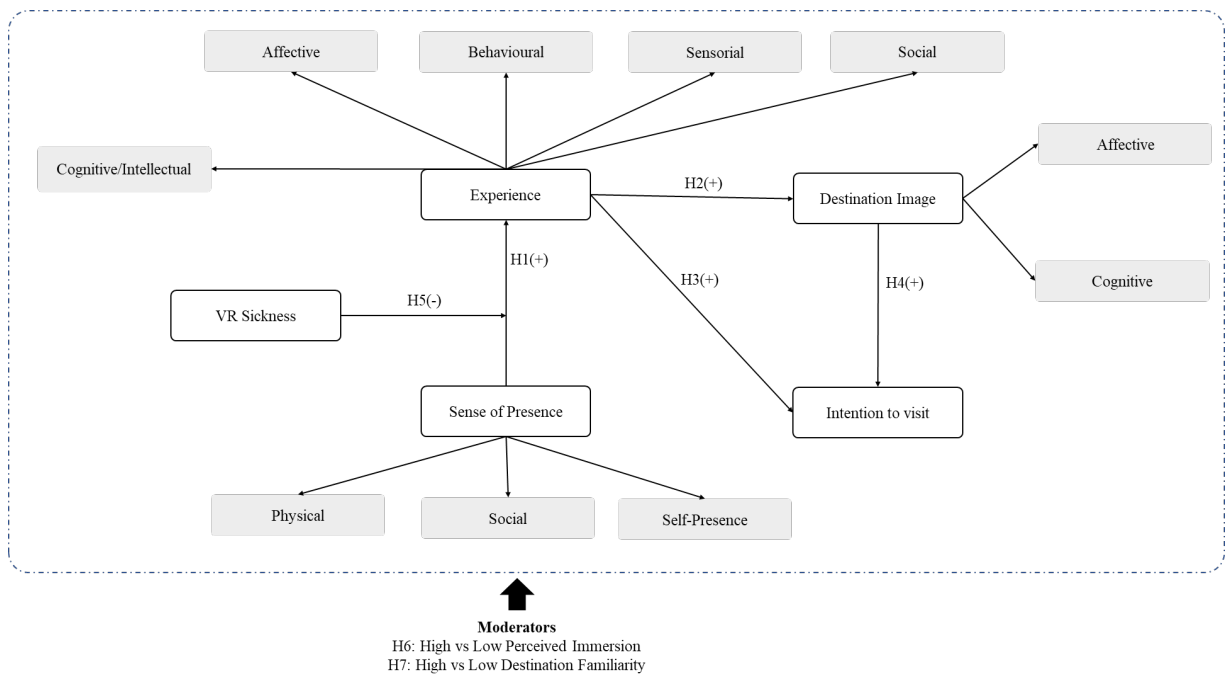 Affective
Behavioural
Sensorial
Social
Affective
Cognitive/Intellectual
Experience
H2(+)
Destination Image
H1(+)
H3(+)
H4(+)
Cognitive
H5(-)
VR Sickness
Sense of Presence
Intention to visit
Physical
Social
Self-Presence
Moderators
H6: High vs Low Perceived Immersion
H7: High vs Low Destination Familiarity